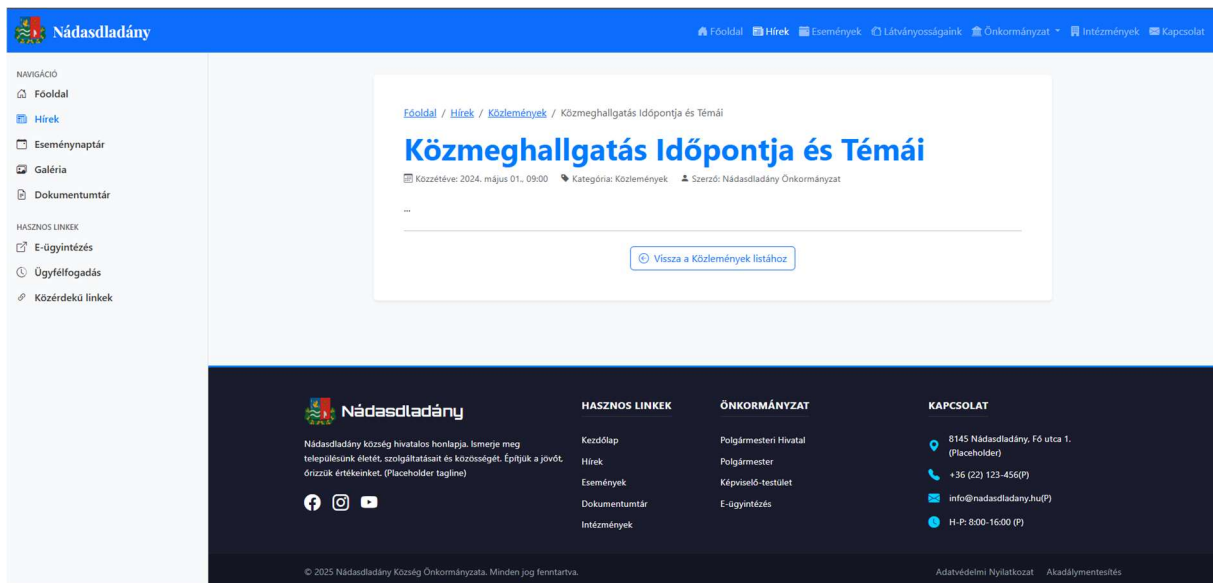 Nádasdladány
Főoldal Hírek Események Látványosságaink Önkormányzat Intézmények Kapcsolat
NAVIGÁCIÓ
Főoldal
Hírek
Eseménynaptár
Galéria
Dokumentumtár
HASZNOS LINKEK
E-ügyintézés
Ügyfélfogadás
Közérdekű linkek
Főoldal / Hírek / Közlemények / Közmeghallgatás Időpontja és Témái
Közmeghallgatás Időpontja és Témái
Közzétéve: 2024. május 01., 09:00 Kategória: Közlemények Szerző: Nádasdladány Önkormányzat
...
Vissza a Közlemények listához
Nádasdladány
Nádasdladány község hivatalos honlapja. Ismerje meg
településünk életét, szolgáltatásait és közösségét. Építjük a jövőt,
őrizzük értékeinket. (Placeholder tagline)
HASZNOS LINKEK
Kezdőlap
Hírek
Események
Dokumentumtár
Intézmények
ÖNKORMÁNYZAT
Polgármesteri Hivatal
Polgármester
Képviselő-testület
E-ügyintézés
KAPCSOLAT
8145 Nádasdladány, Fő utca 1.
(Placeholder)
+36 (22) 123-456(P)
info@nadasdladany.hu(P)
H-P: 8:00-16:00 (P)
© 2025 Nádasdladány Község Önkormányzata. Minden jog fenntartva.
Adatvédelmi Nyilatkozat Akadálymentesítés